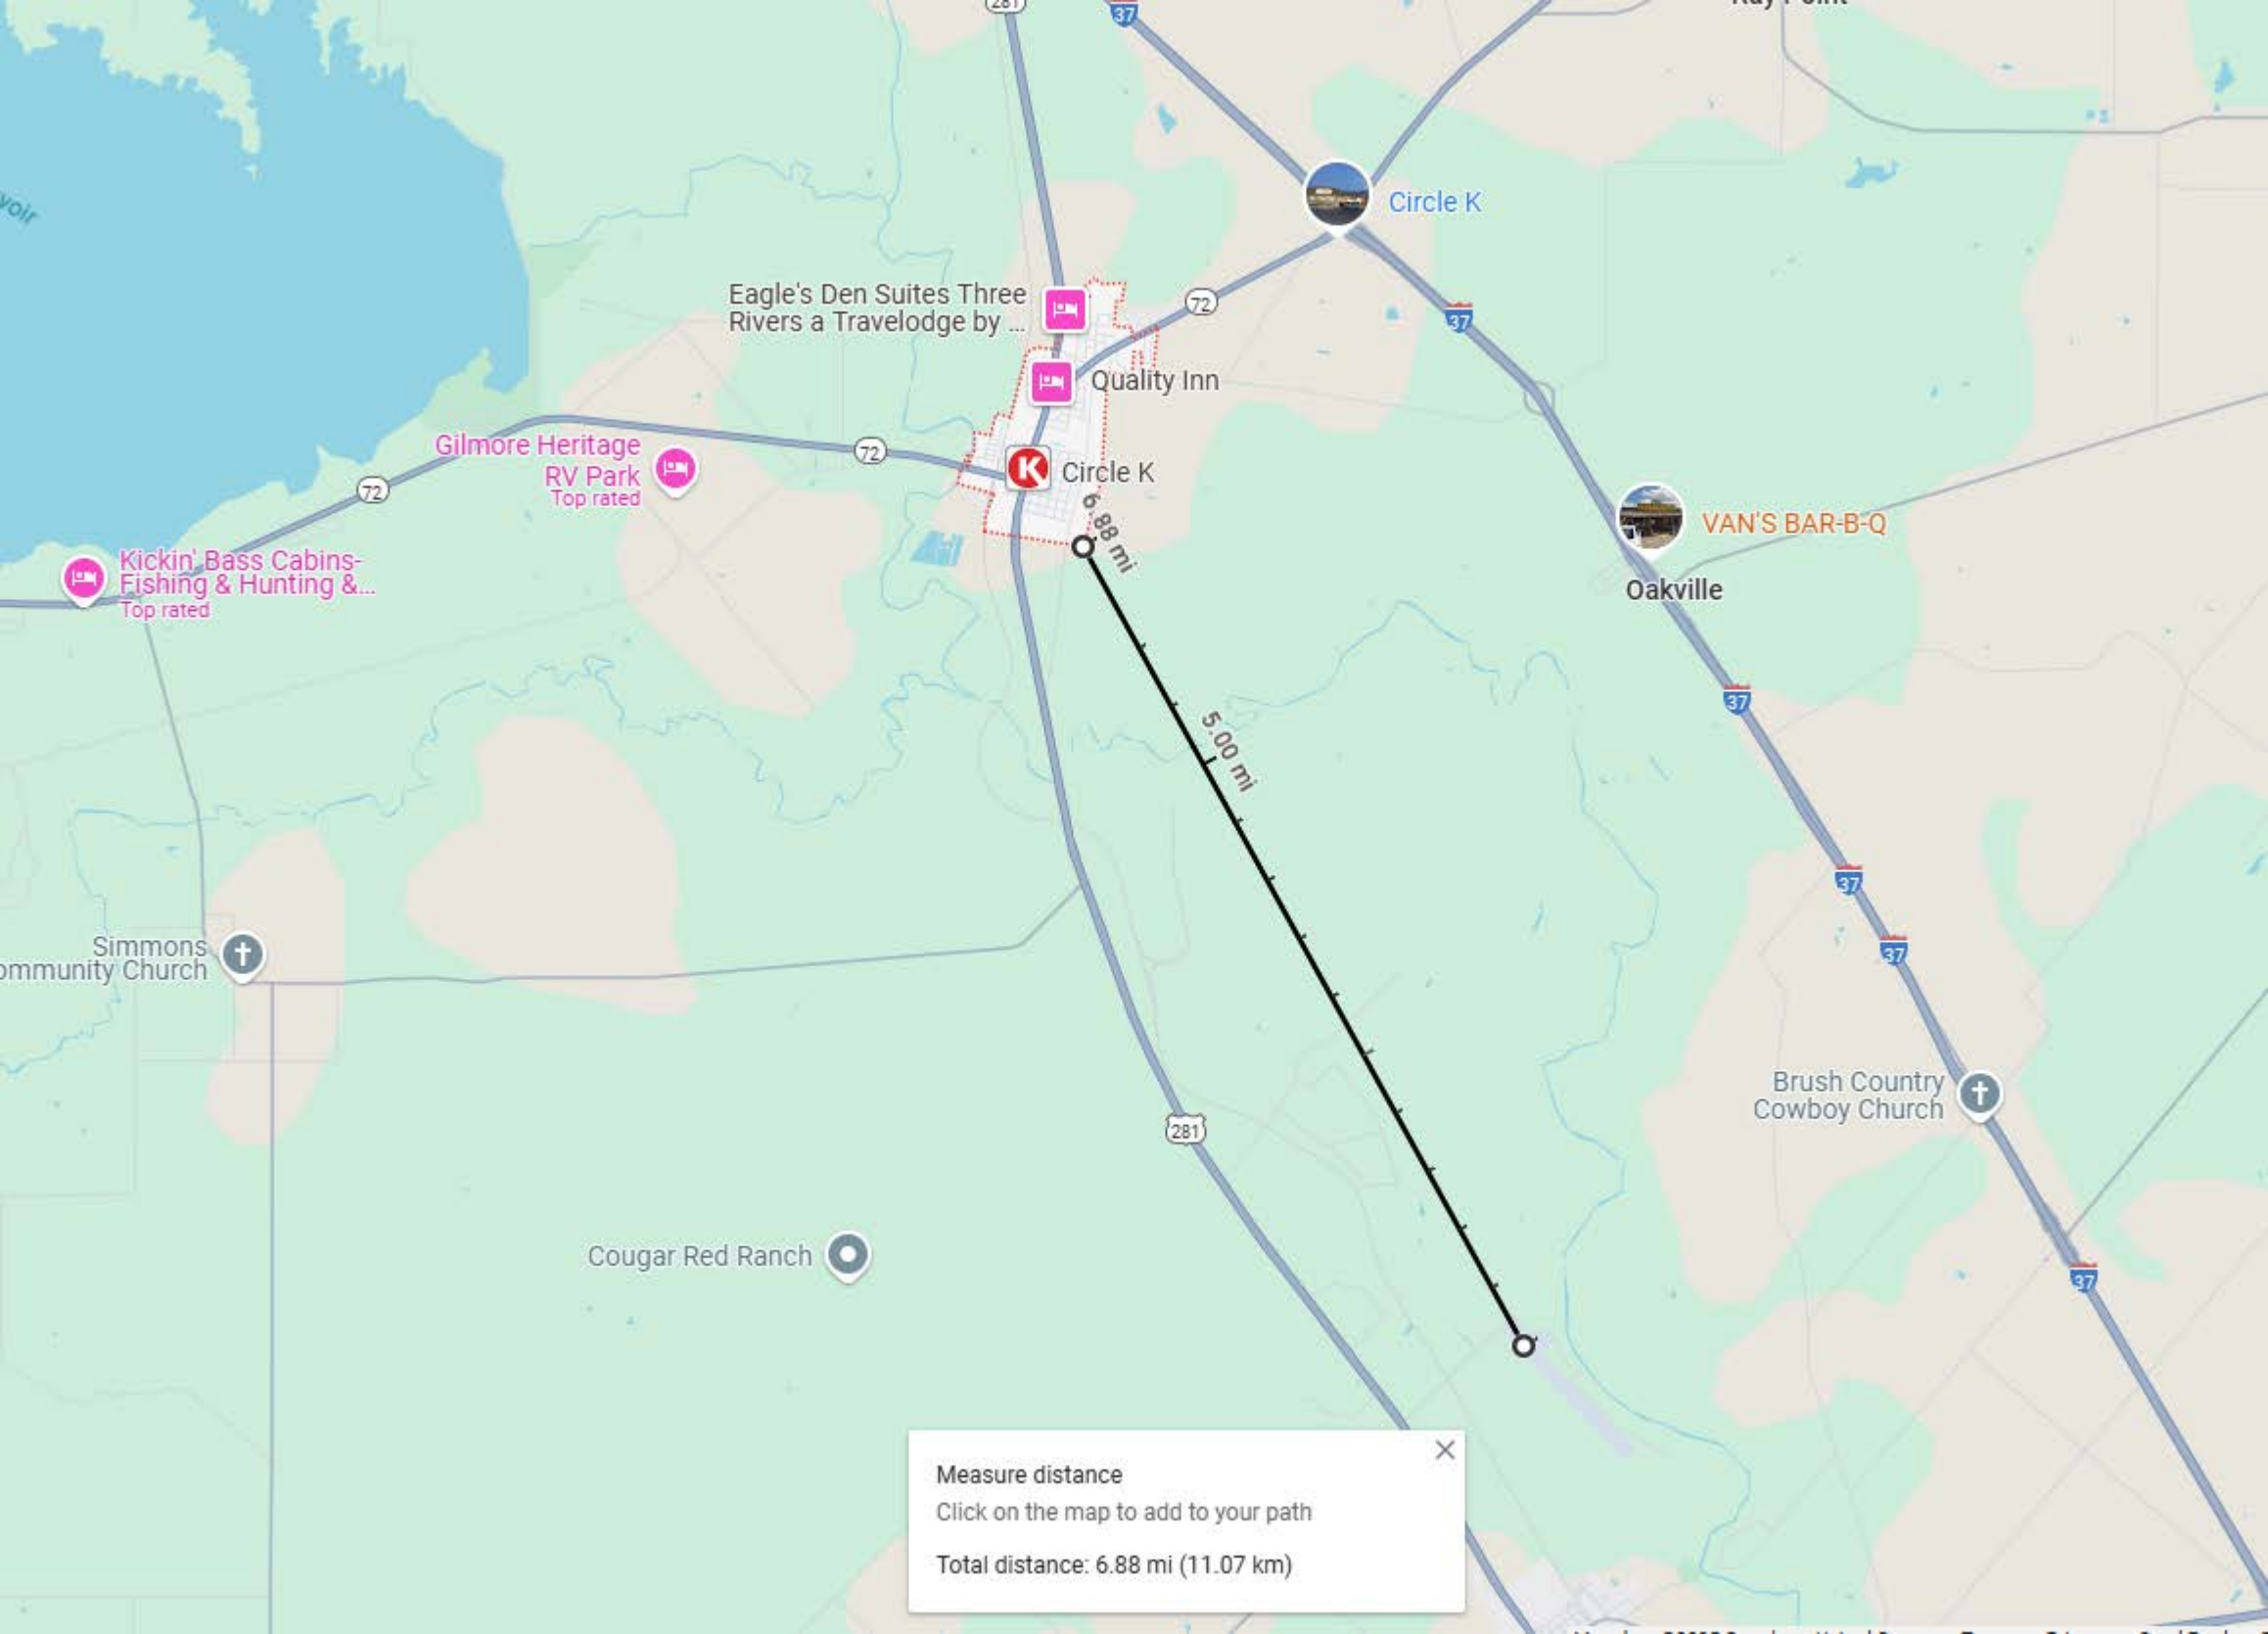 281
37
voir
Circle K
Eagle's Den Suites Three
Rivers a Travelodge by ...
72
37
Quality Inn
Gilmore Heritage
RV Park
Top rated
72
72
Circle K
6.88 mi
VAN'S BAR-B-Q
Oakville
Kickin' Bass Cabins-
Fishing & Hunting &...
Top rated
37
5.00 mi
37
Simmons
ommunity Church
37
Brush Country
Cowboy Church
281
Cougar Red Ranch
37
Measure distance
Click on the map to add to your path
Total distance: 6.88 mi (11.07 km)